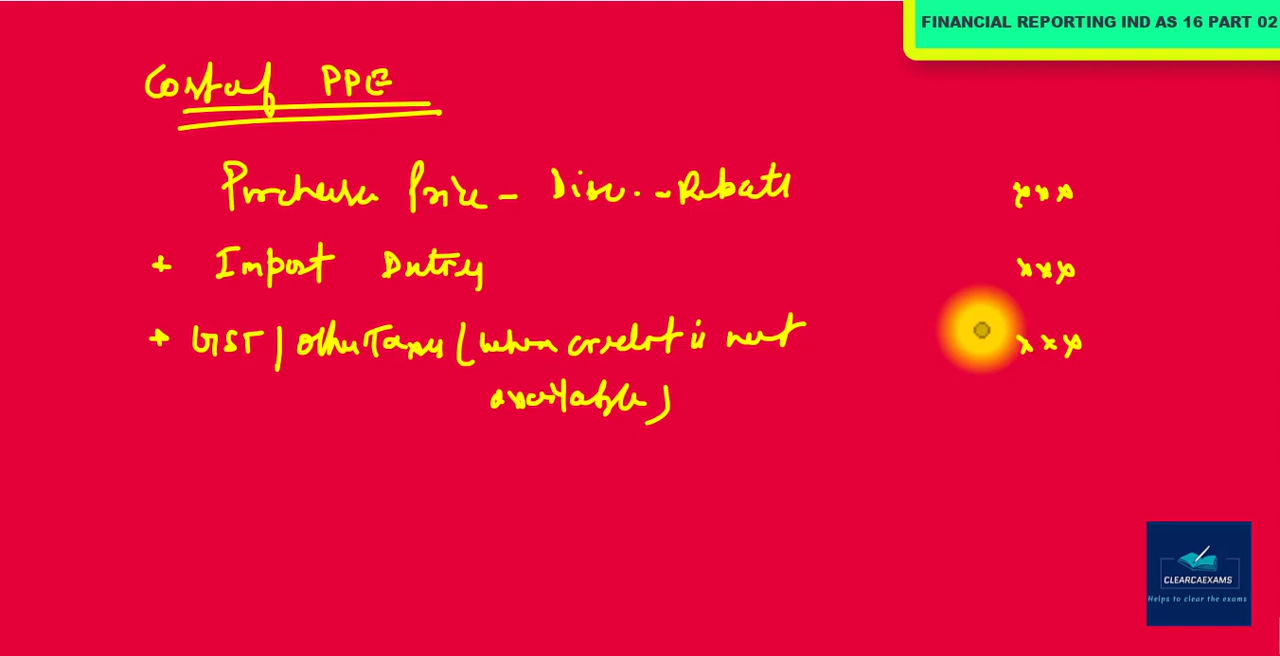 FINANCIAL REPORTING IND AS 16 PART 02
Cost of PPE
Purchase Price - Disc. - Rebate xxx
+ Import Duty xxx
+ GST / Other Taxes (when credit is not xxx
available)
CLEARCAEXAMS
Helps to clear the exams